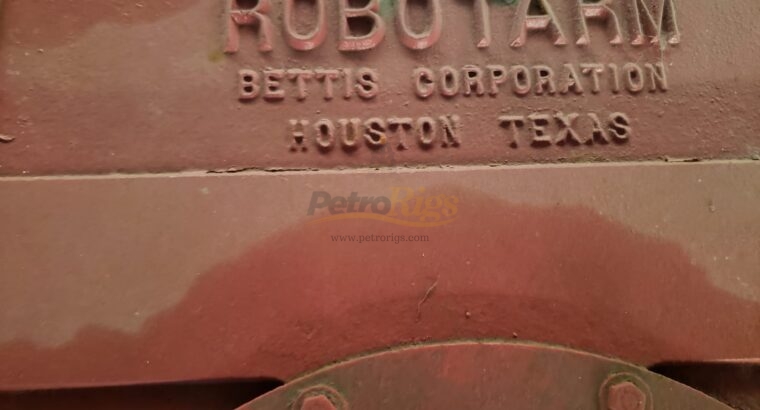 ROBOTARM
BETTIS CORPORATION
HOUSTON TEXAS
PetroRigs
www.petrorigs.com